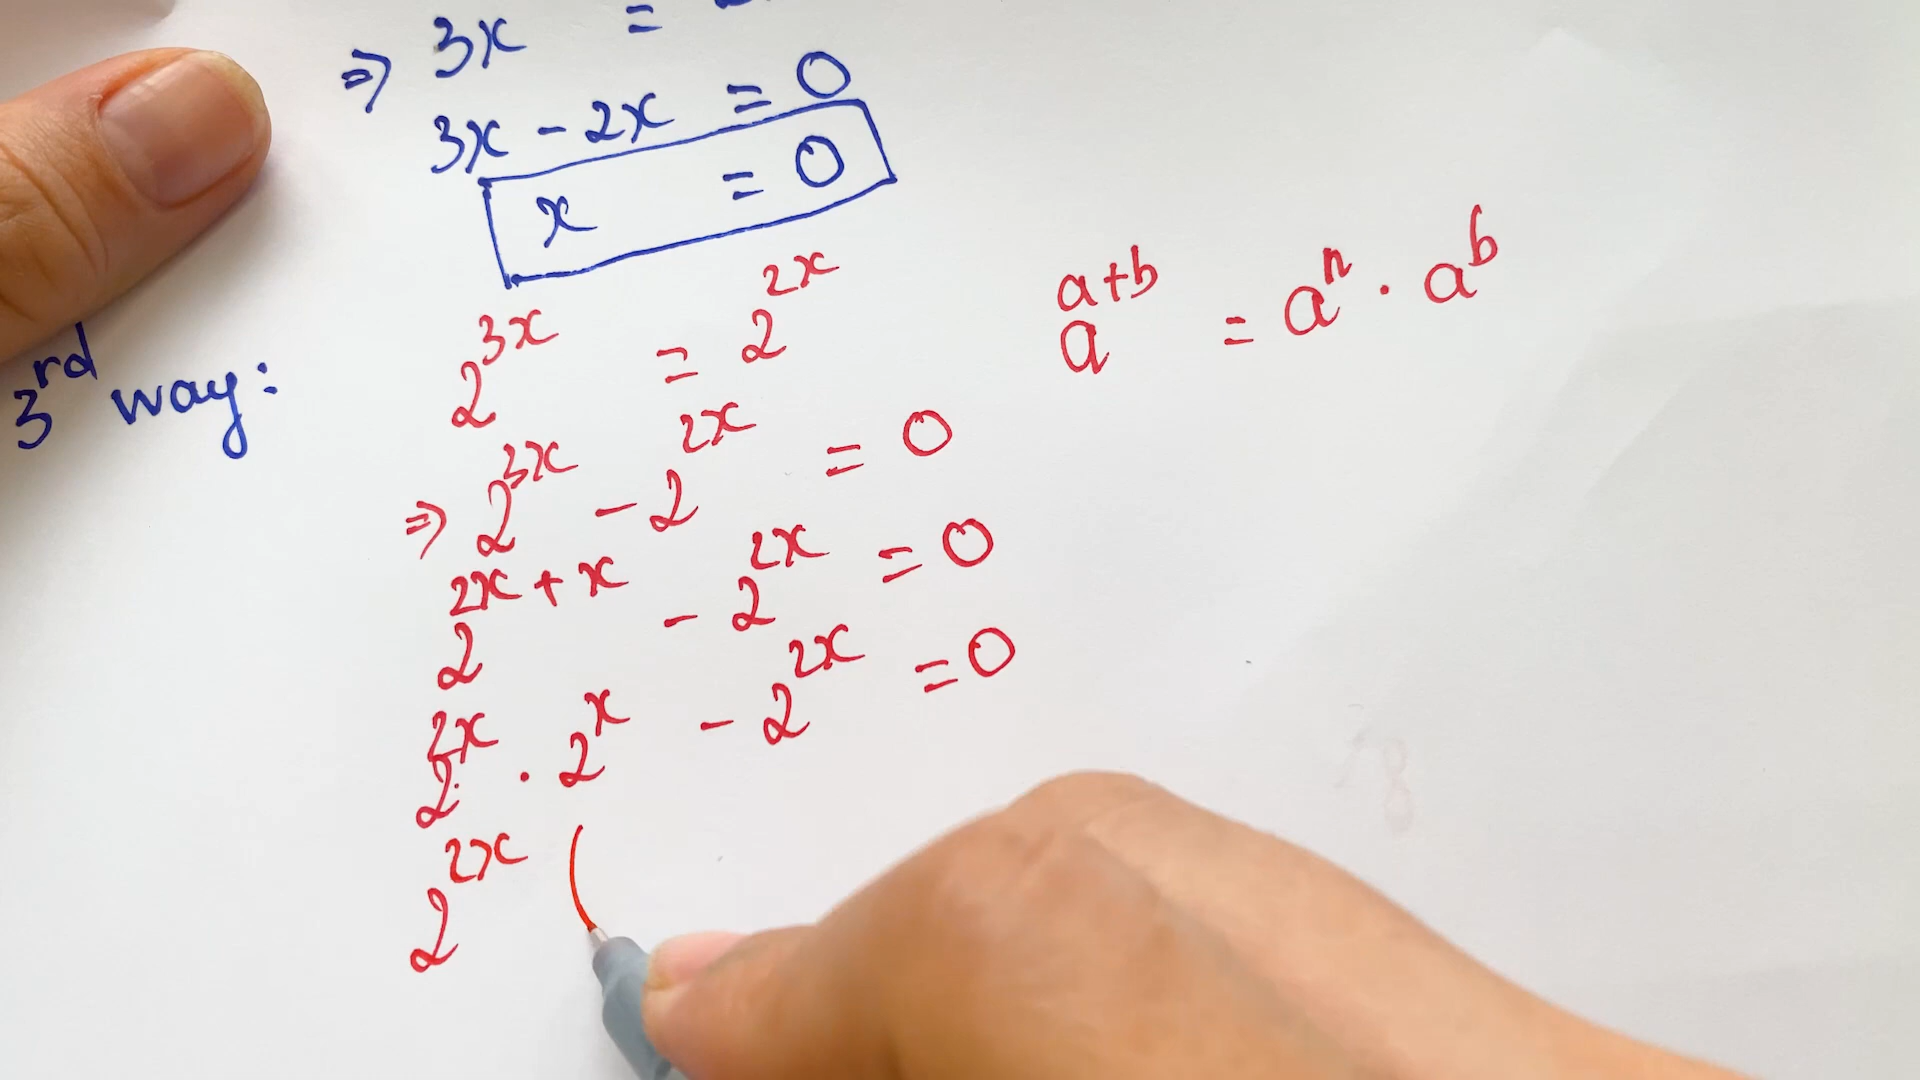 ⇒ 3x =
3x - 2x = 0
x = 0
3rd way:
2^3x = 2^2x
a^a+b = a^n · a^b
⇒ 2^3x - 2^2x = 0
2^2x+x - 2^2x = 0
2^2x · 2^x - 2^2x = 0
2^2x (